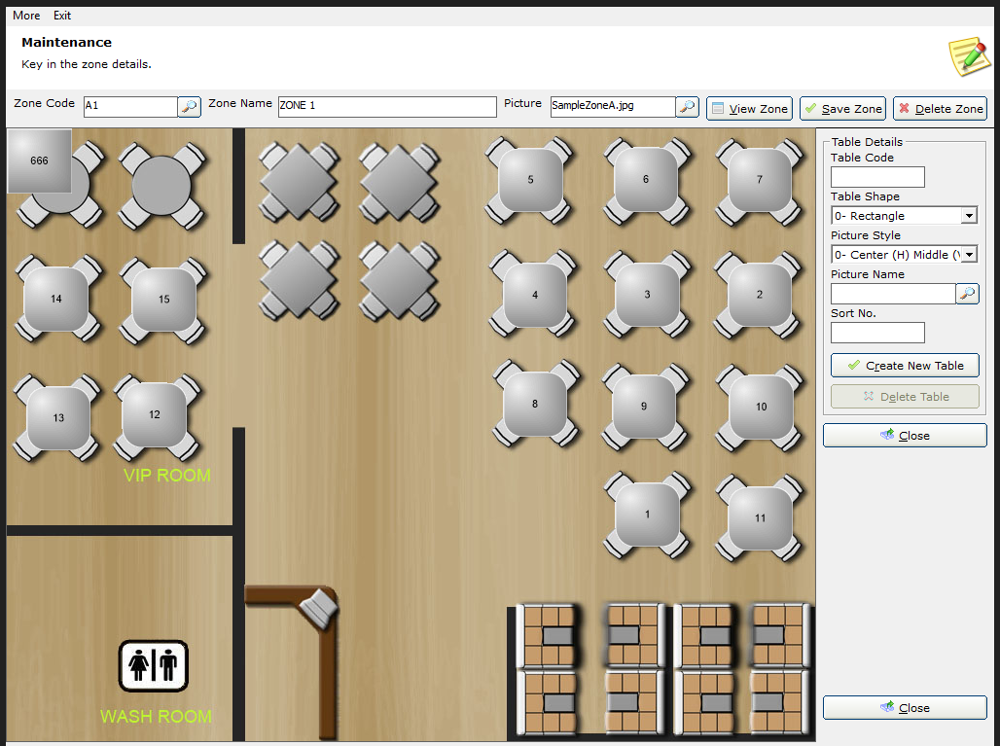 More Exit
Maintenance
Key in the zone details.
Zone Code A1 Zone Name ZONE 1 Picture SampleZoneA.jpg View Zone Save Zone Delete Zone
666
5 6 7
14 15
4 3 2
13 12
8 9 10
VIP ROOM
1 11
WASH ROOM
Table Details
Table Code
Table Shape
0- Rectangle
Picture Style
0- Center (H) Middle (
Picture Name
Sort No.
Create New Table
Delete Table
Close
Close